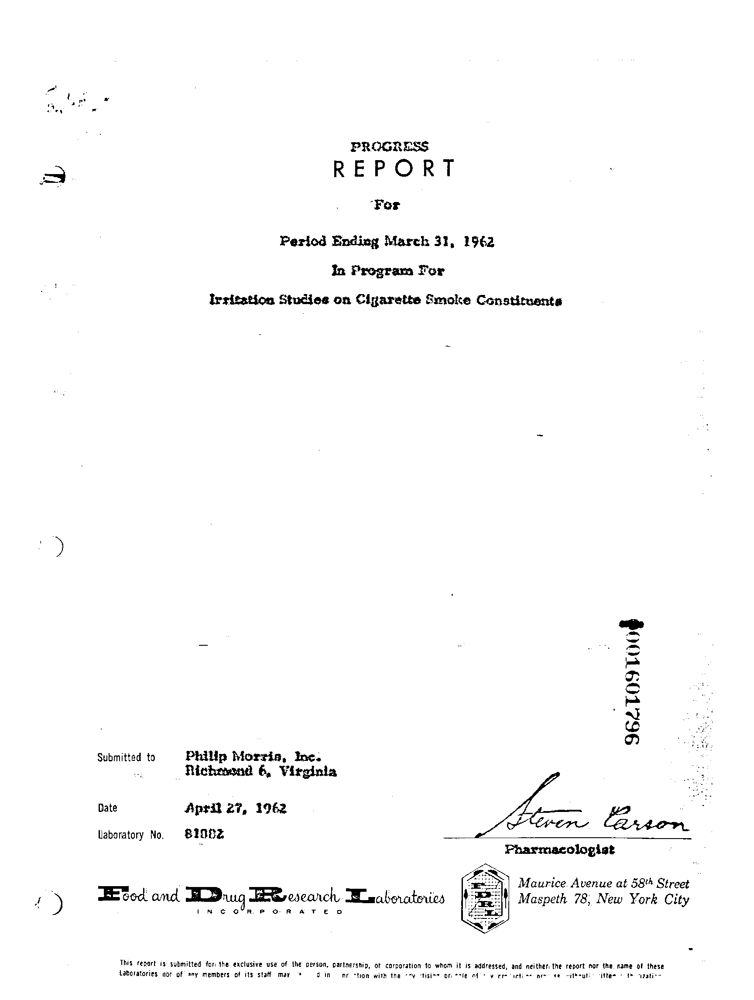 PROGRESS
REPORT
For
Period Ending March 31, 1962
In Program For
Irritation Studies on Cigarette Smoke Constituents
1001601796
Submitted to Philip Morris, Inc.
Richmond 6, Virginia
Date April 27, 1962
Laboratory No. 81002
Steven Carson
Pharmacologist
Food and Drug Research Laboratories
INCORPORATED
FDRL
Maurice Avenue at 58th Street
Maspeth 78, New York City
This report is submitted for the exclusive use of the person, partnership, or corporation to whom it is addressed, and neither the report nor the name of these
Laboratories nor of any members of its staff may